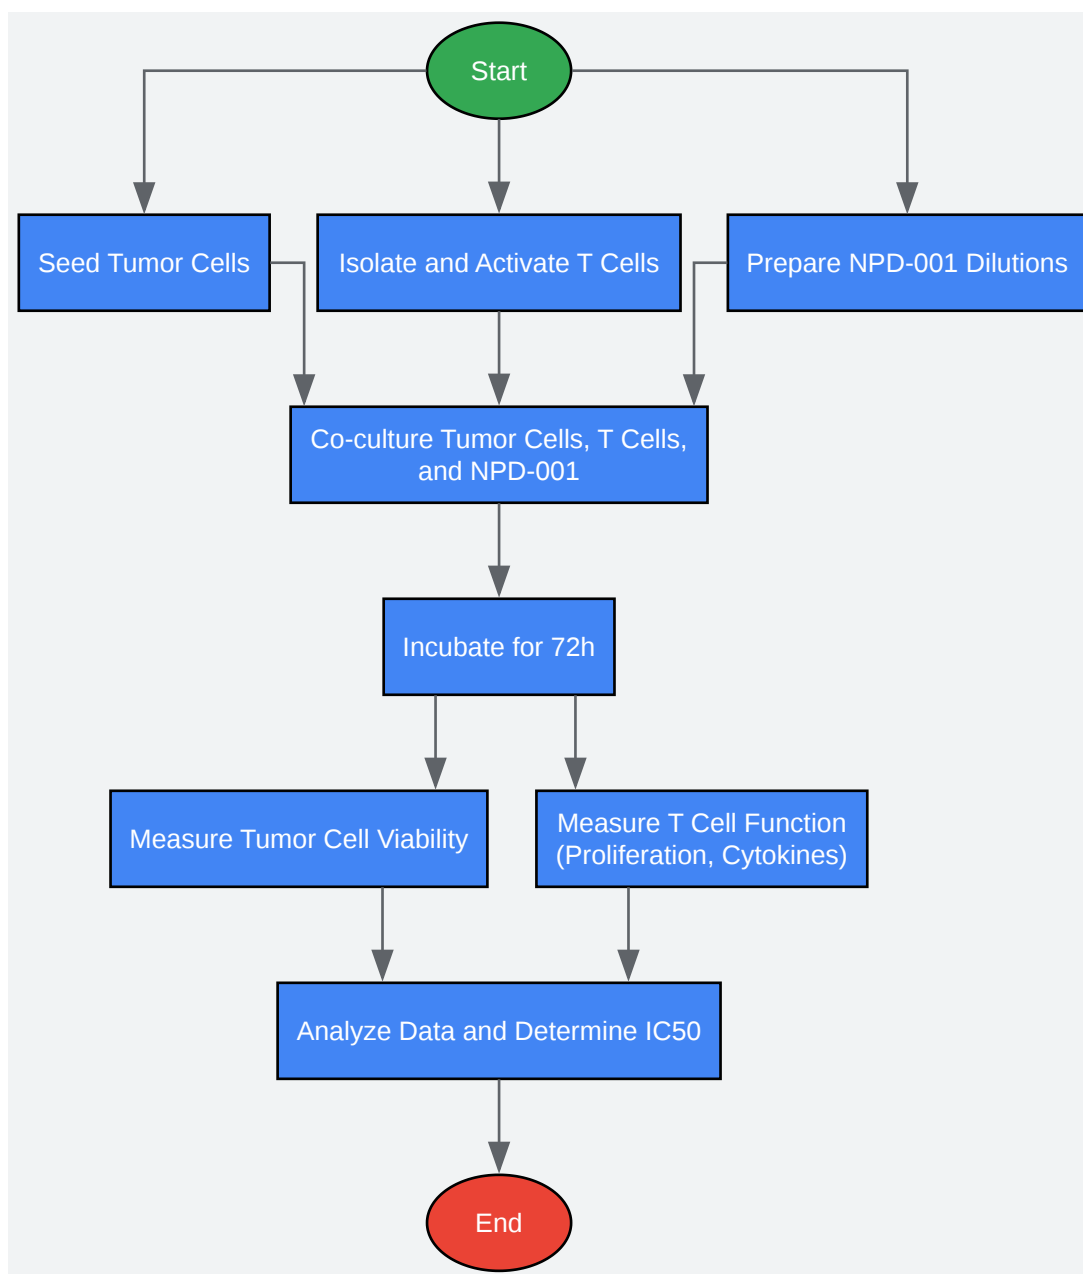 Start
Seed Tumor Cells
Isolate and Activate T Cells
Prepare NPD-001 Dilutions
Co-culture Tumor Cells, T Cells,
and NPD-001
Incubate for 72h
Measure Tumor Cell Viability
Measure T Cell Function
(Proliferation, Cytokines)
Analyze Data and Determine IC50
End